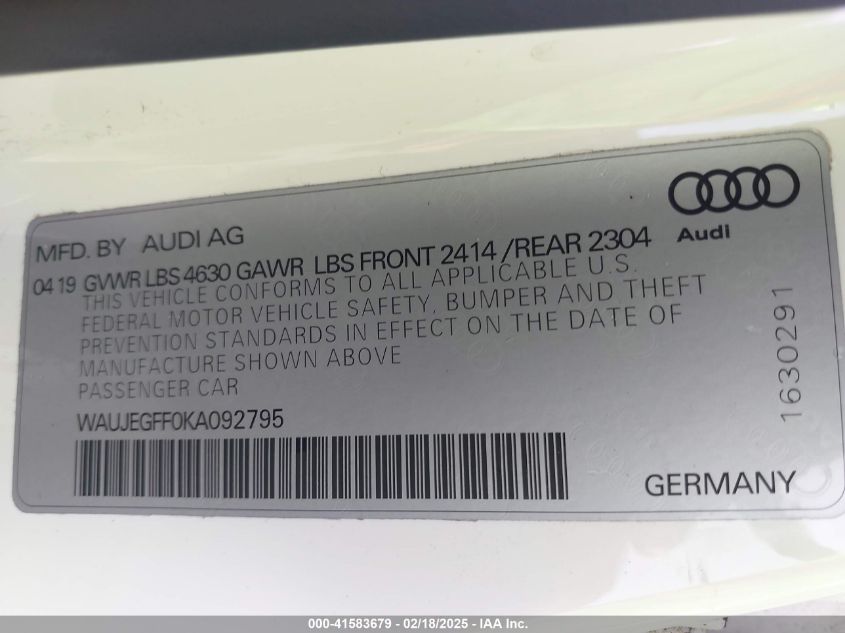 Audi
MFD. BY AUDI AG
04 19 GVWR LBS 4630 GAWR LBS FRONT 2414 /REAR 2304
THIS VEHICLE CONFORMS TO ALL APPLICABLE U.S.
FEDERAL MOTOR VEHICLE SAFETY, BUMPER AND THEFT
PREVENTION STANDARDS IN EFFECT ON THE DATE OF
MANUFACTURE SHOWN ABOVE
PASSENGER CAR
WAUJEGFF0KA092795
1630291
GERMANY
000-41583679 - 02/18/2025 - IAA Inc.